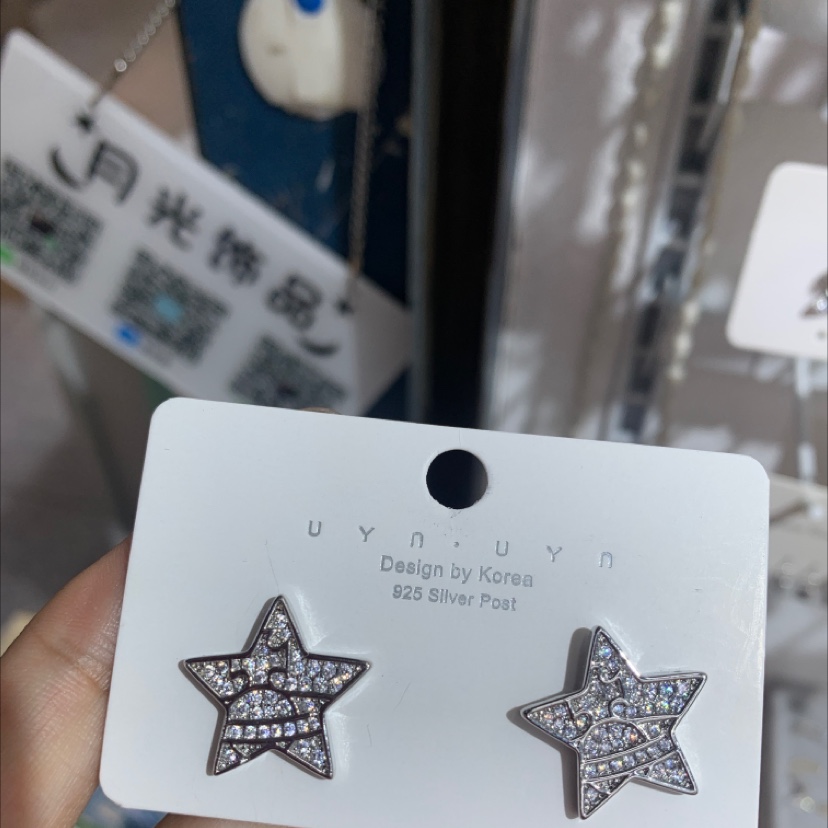 月光饰品
UYN.UYN
Design by Korea
925 Silver Post